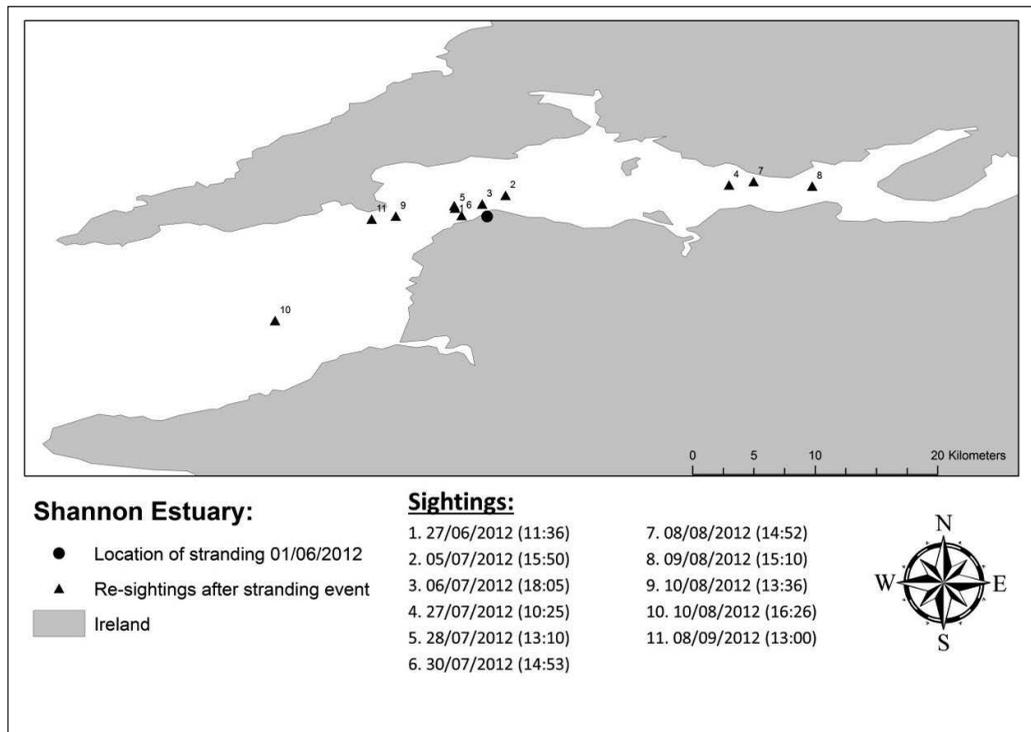 2
3
5
1
6
9
11
4
7
8
10
0 5 10 20 Kilometers
Shannon Estuary:
Location of stranding 01/06/2012
Re-sightings after stranding event
Ireland
Sightings:
1. 27/06/2012 (11:36)
2. 05/07/2012 (15:50)
3. 06/07/2012 (18:05)
4. 27/07/2012 (10:25)
5. 28/07/2012 (13:10)
6. 30/07/2012 (14:53)
7. 08/08/2012 (14:52)
8. 09/08/2012 (15:10)
9. 10/08/2012 (13:36)
10. 10/08/2012 (16:26)
11. 08/09/2012 (13:00)
N
W E
S